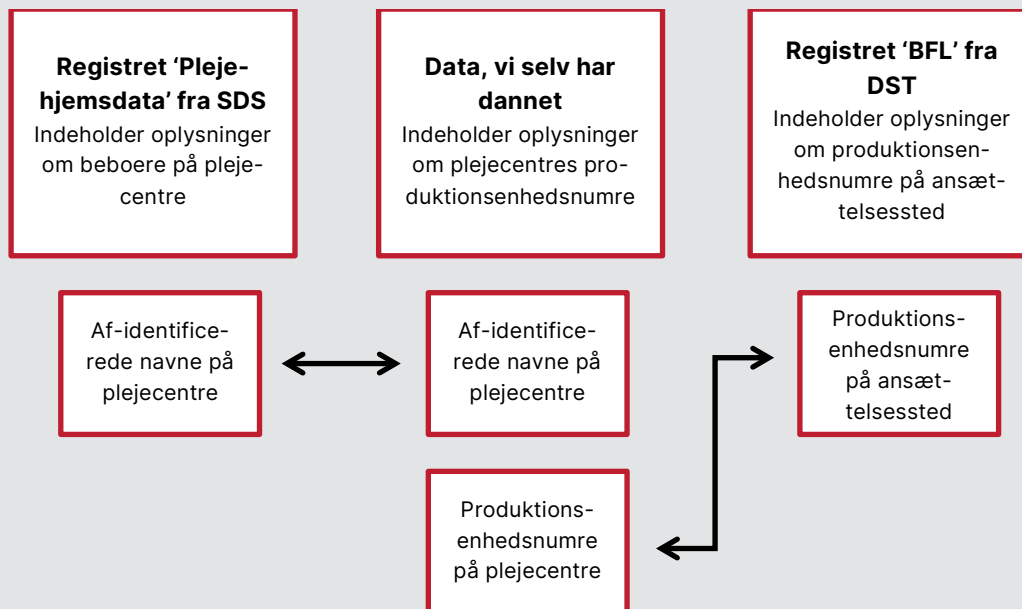 Registret ‘Pleje-
hjemsdata’ fra SDS
Indeholder oplysninger
om beboere på pleje-
centre
Data, vi selv har
dannet
Indeholder oplysninger
om plejecentres pro-
duktionsenhedsnumre
Registret ‘BFL’ fra
DST
Indeholder oplysninger
om produktionsen-
hedsnumre på ansæt-
telsessted
Af-identifice-
rede navne på
plejecentre
Af-identifice-
rede navne på
plejecentre
Produktions-
enhedsnumre
på ansæt-
telsessted
Produktions-
enhedsnumre
på plejecentre